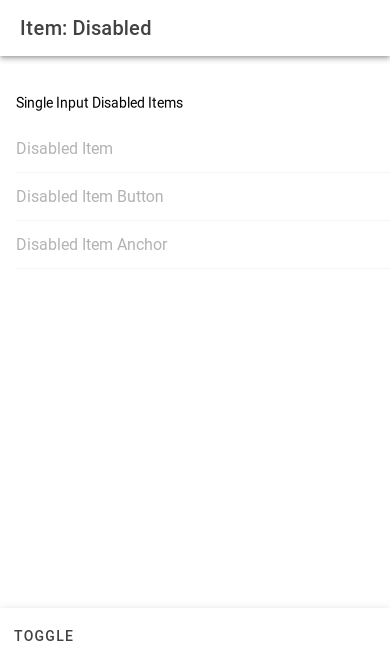 Item: Disabled
Single Input Disabled Items
Disabled Item
Disabled Item Button
Disabled Item Anchor
TOGGLE